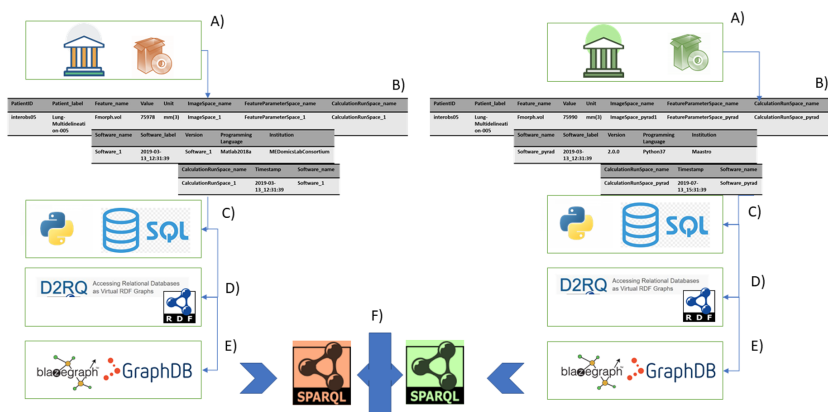 A)
B)
PatientID Patient_label Feature_name Value Unit ImageSpace_name FeatureParameterSpace_name CalculationRunSpace_name
interobs05 Lung-Multidelineati on-005 Fmorph.vol 75978 mm(3) ImageSpace_1 FeatureParameterSpace_1 CalculationRunSpace_1
Software_name Software_label Version Programming Language Institution
Software_1 2019-03-13_12:31:39 Software_1 Matlab2018a MEDomicsLabConsortium
CalculationRunSpace_name Timestamp Software_name
CalculationRunSpace_1 2019-03-13_12:31:39 Software_1
C)
SQL
D2RQ Accessing Relational Databases
as Virtual RDF Graphs
D)
RDF
E)
blazegraph GraphDB
A)
B)
PatientID Patient_label Feature_name Value Unit ImageSpace_name FeatureParameterSpace_name CalculationRunSpace_name
interobs05 Lung-Multidelineati on-005 Fmorph.vol 75990 mm(3) ImageSpace_pyrad1 FeatureParameterSpace_pyrad CalculationRunSpace_pyrad
Software_name Software_label Version Programming Language Institution
Software_pyrad 2019-03-13_12:31:39 2.0.0 Python37 Maastro
CalculationRunSpace_name Timestamp Software_name
CalculationRunSpace_pyrad 2019-07-13_15:31:39 Software_pyrad
C)
SQL
D2RQ Accessing Relational Databases
as Virtual RDF Graphs
D)
RDF
E)
blazegraph GraphDB
F)
SPARQL
SPARQL